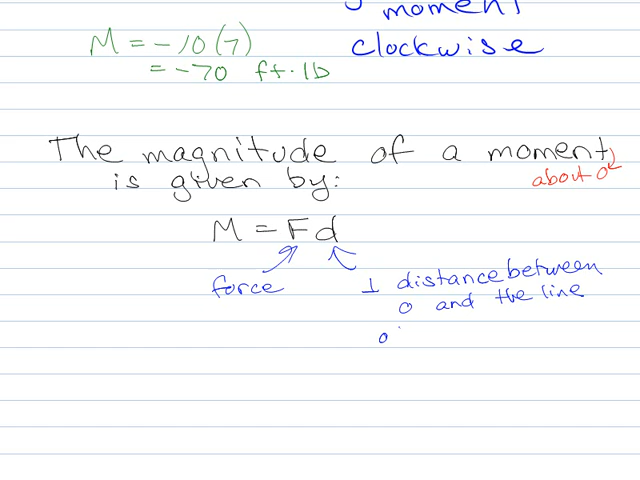 moment
M = -10(7)
clockwise
= -70 ft·lb
The magnitude of a moment
about O
is given by:
M = Fd
force
⊥ distance between
O and the line
o